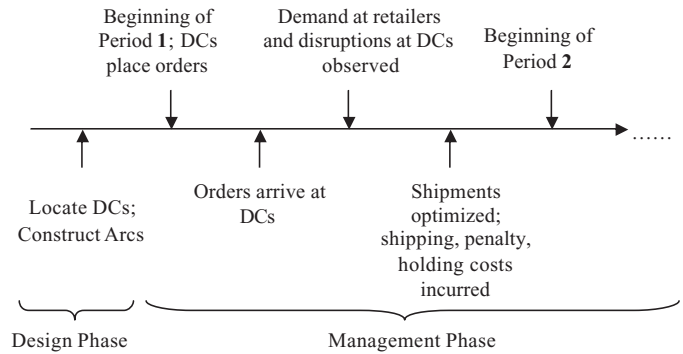 Beginning of
Period 1; DCs
place orders
Demand at retailers
and disruptions at DCs
observed
Beginning of
Period 2
......
Locate DCs;
Construct Arcs
Orders arrive at
DCs
Shipments
optimized;
shipping, penalty,
holding costs
incurred
Design Phase
Management Phase